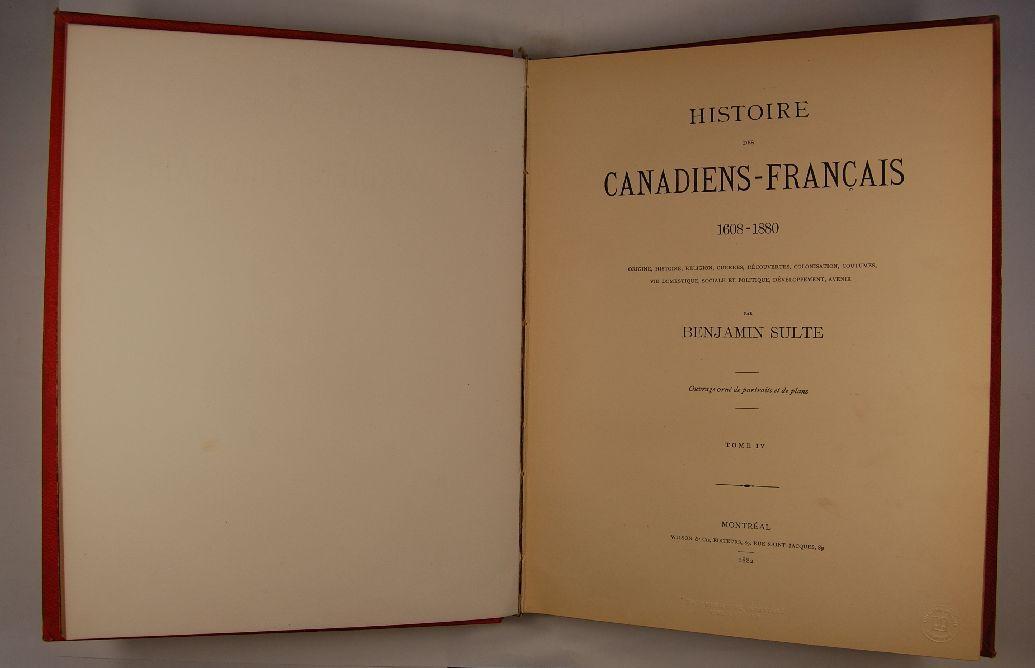 HISTOIRE
DES
CANADIENS-FRANÇAIS
1608-1880
ORIGINE, HISTOIRE, RELIGION, GUERRES, DÉCOUVERTES, COLONISATION, COUTUMES,
VIE DOMESTIQUE, SOCIALE ET POLITIQUE, DÉVELOPPEMENT, AVENIR
PAR
BENJAMIN SULTE
Ouvrage orné de portraits et de plans
TOME IV
MONTRÉAL
WILSON & Cie, ÉDITEURS, 89, RUE SAINT-JACQUES, 89
1882